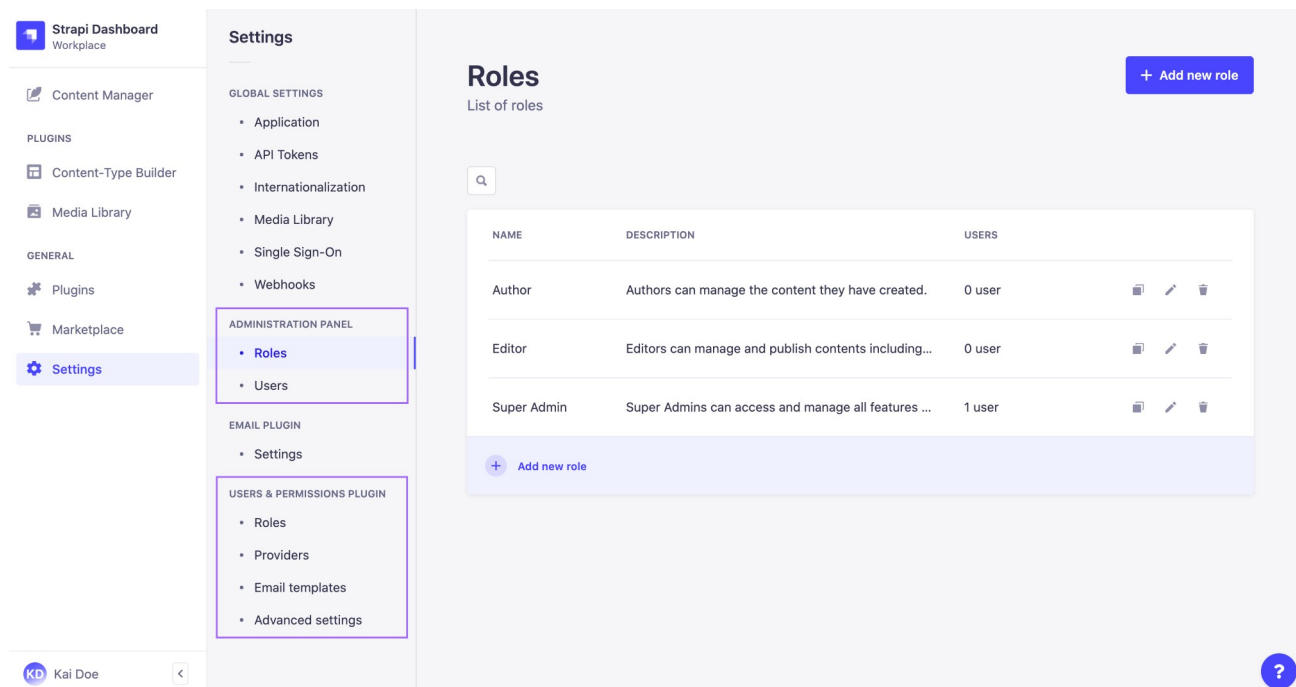 Strapi Dashboard
Workplace
Content Manager
PLUGINS
Content-Type Builder
Media Library
GENERAL
Plugins
Marketplace
Settings
KD Kai Doe
Settings
GLOBAL SETTINGS
Application
API Tokens
Internationalization
Media Library
Single Sign-On
Webhooks
ADMINISTRATION PANEL
Roles
Users
EMAIL PLUGIN
Settings
USERS & PERMISSIONS PLUGIN
Roles
Providers
Email templates
Advanced settings
Roles
List of roles
+ Add new role
NAME DESCRIPTION USERS
Author Authors can manage the content they have created. 0 user
Editor Editors can manage and publish contents including... 0 user
Super Admin Super Admins can access and manage all features ... 1 user
+ Add new role
?